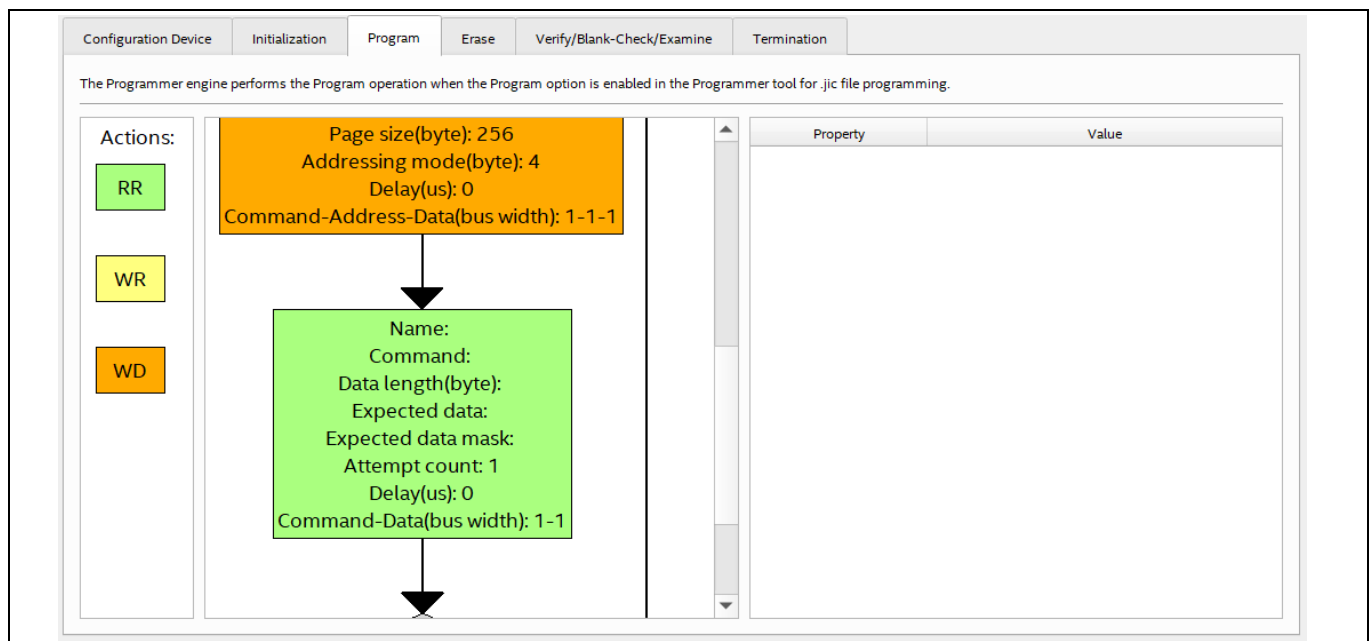 Configuration Device Initialization Program Erase Verify/Blank-Check/Examine Termination
The Programmer engine performs the Program operation when the Program option is enabled in the Programmer tool for .jic file programming.
Actions:
RR
WR
WD
Page size(byte): 256
Addressing mode(byte): 4
Delay(us): 0
Command-Address-Data(bus width): 1-1-1
Name:
Command:
Data length(byte):
Expected data:
Expected data mask:
Attempt count: 1
Delay(us): 0
Command-Data(bus width): 1-1
Property Value